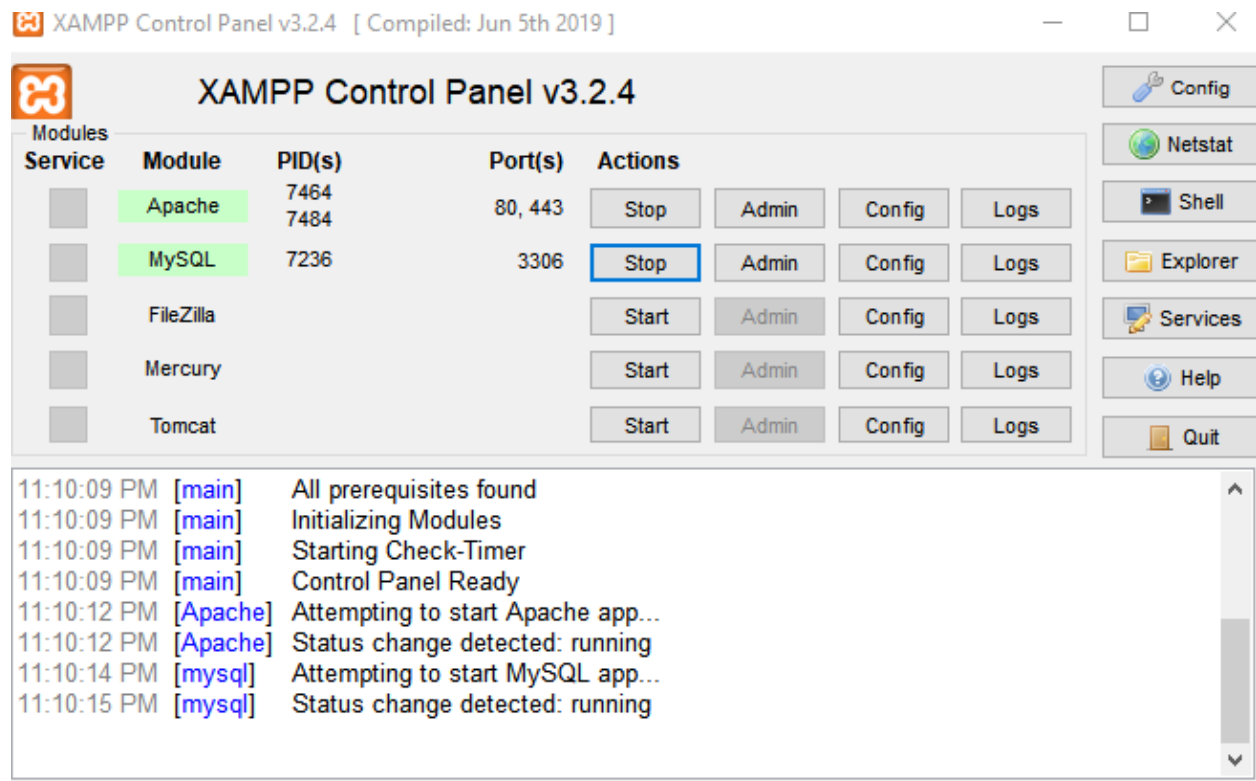 XAMPP Control Panel v3.2.4 [ Compiled: Jun 5th 2019 ]
XAMPP Control Panel v3.2.4
Config
Modules
Service Module PID(s) Port(s) Actions
Netstat
Apache 7464 7484 80, 443 Stop Admin Config Logs
Shell
MySQL 7236 3306 Stop Admin Config Logs
Explorer
FileZilla Start Admin Config Logs
Services
Mercury Start Admin Config Logs
Help
Tomcat Start Admin Config Logs
Quit
11:10:09 PM [main] All prerequisites found
11:10:09 PM [main] Initializing Modules
11:10:09 PM [main] Starting Check-Timer
11:10:09 PM [main] Control Panel Ready
11:10:12 PM [Apache] Attempting to start Apache app...
11:10:12 PM [Apache] Status change detected: running
11:10:14 PM [mysql] Attempting to start MySQL app...
11:10:15 PM [mysql] Status change detected: running